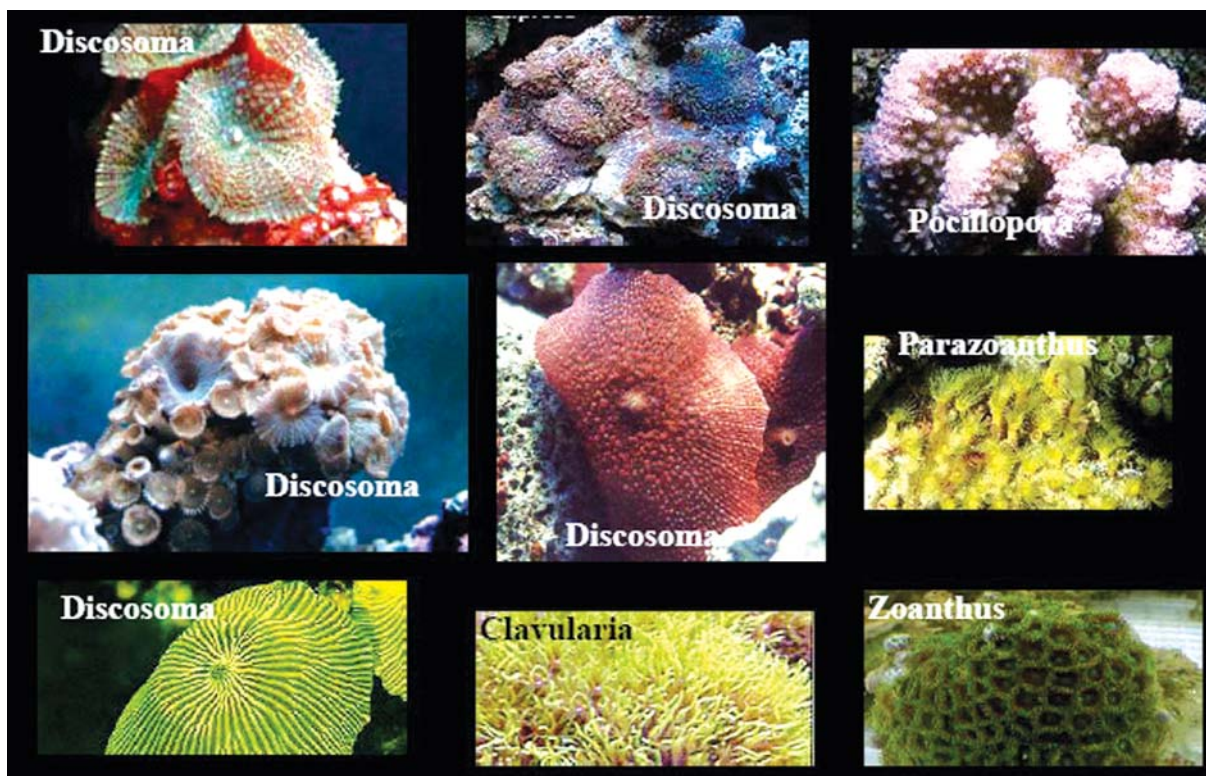 Discosoma
Discosoma
Pocillopora
Discosoma
Discosoma
Parazoanthus
Discosoma
Clavularia
Zoanthus